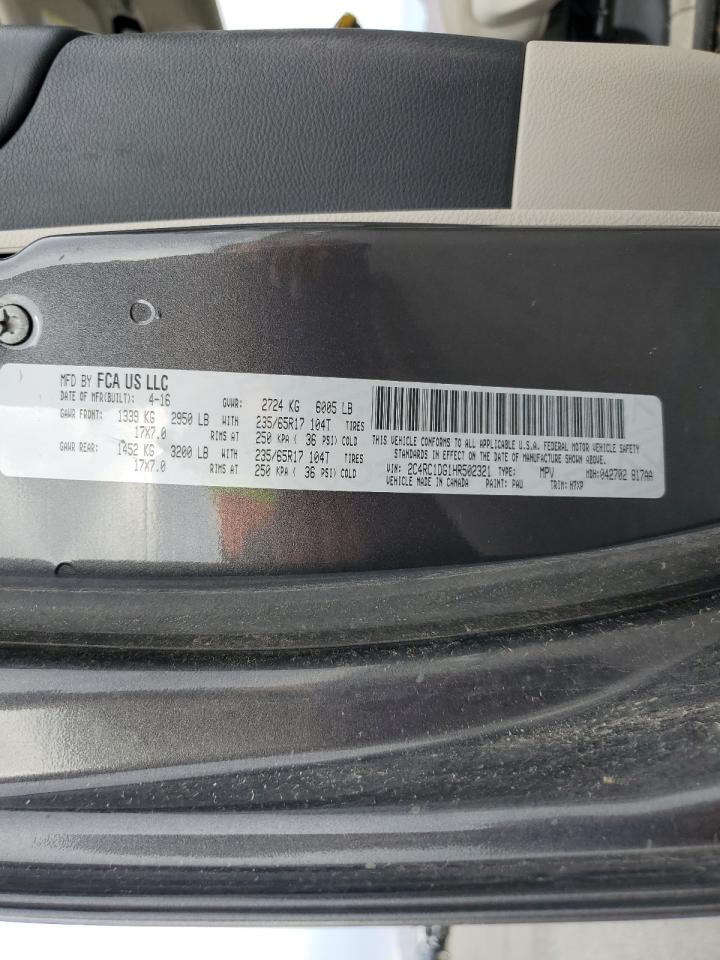 MFD BY FCA US LLC
DATE OF MFR(BUILT): 4-16 GVWR: 2724 KG 6005 LB
GAWR FRONT: 1339 KG 2950 LB WITH 235/65R17 104T TIRES
17X7.0 RIMS AT 250 KPA ( 36 PSI) COLD
GAWR REAR: 1452 KG 3200 LB WITH 235/65R17 104T TIRES
17X7.0 RIMS AT 250 KPA ( 36 PSI) COLD
THIS VEHICLE CONFORMS TO ALL APPLICABLE U.S.A. FEDERAL MOTOR VEHICLE SAFETY
STANDARDS IN EFFECT ON THE DATE OF MANUFACTURE SHOWN ABOVE.
VIN: 2C4RC1DG1HR502321 TYPE: MPV MDH:042702 817AA
VEHICLE MADE IN CANADA PAINT: PAU TRIM: H7XP